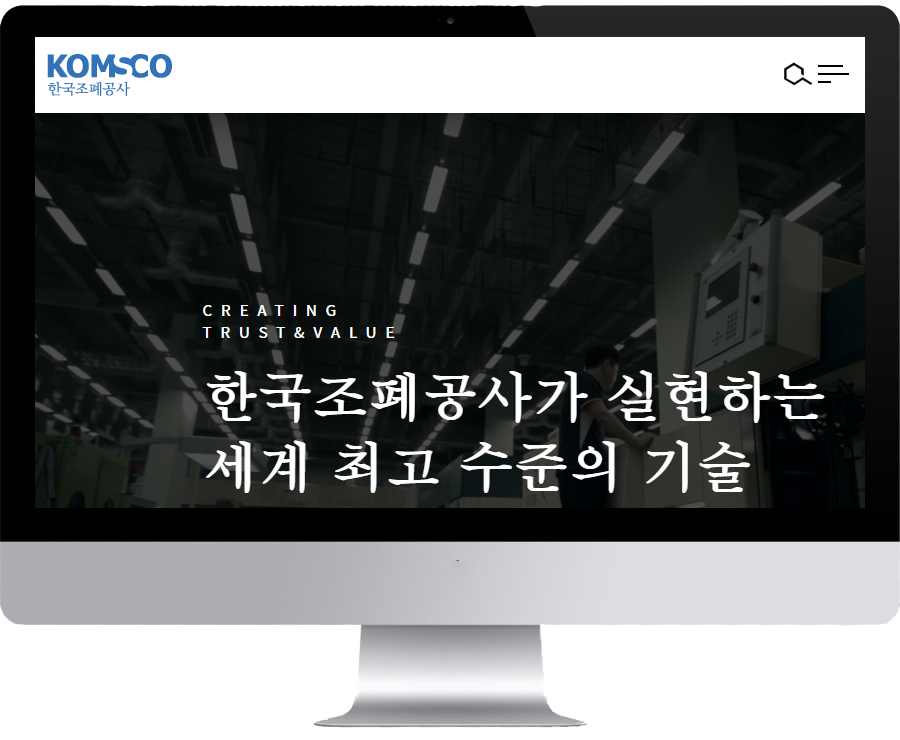 KOMSCO
한국조폐공사
CREATING
TRUST&VALUE
한국조폐공사가 실현하는
세계 최고 수준의 기술